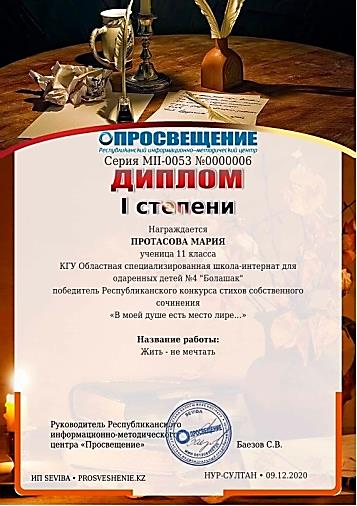 ПРОСВЕЩЕНИЕ
Республиканский информационно-методический центр
Серия МІІ-0053 №0000006
ДИПЛОМ
I степени
Награждается
ПРОТАСОВА МАРИЯ
ученица 11 класса
КГУ Областная специализированная школа-интернат для
одаренных детей №4 "Болашак"
победитель Республиканского конкурса стихов собственного
сочинения
«В моей душе есть место лире...»
Название работы:
Жить - не мечтать
SEVIBA
ПРОСВЕЩЕНИЕ
Руководитель Республиканского
информационно-методического
центра «Просвещение»
Баезов С.В.
ИП SEVIBA • PROSVESHENIE.KZ
НУР-СУЛТАН • 09.12.2020